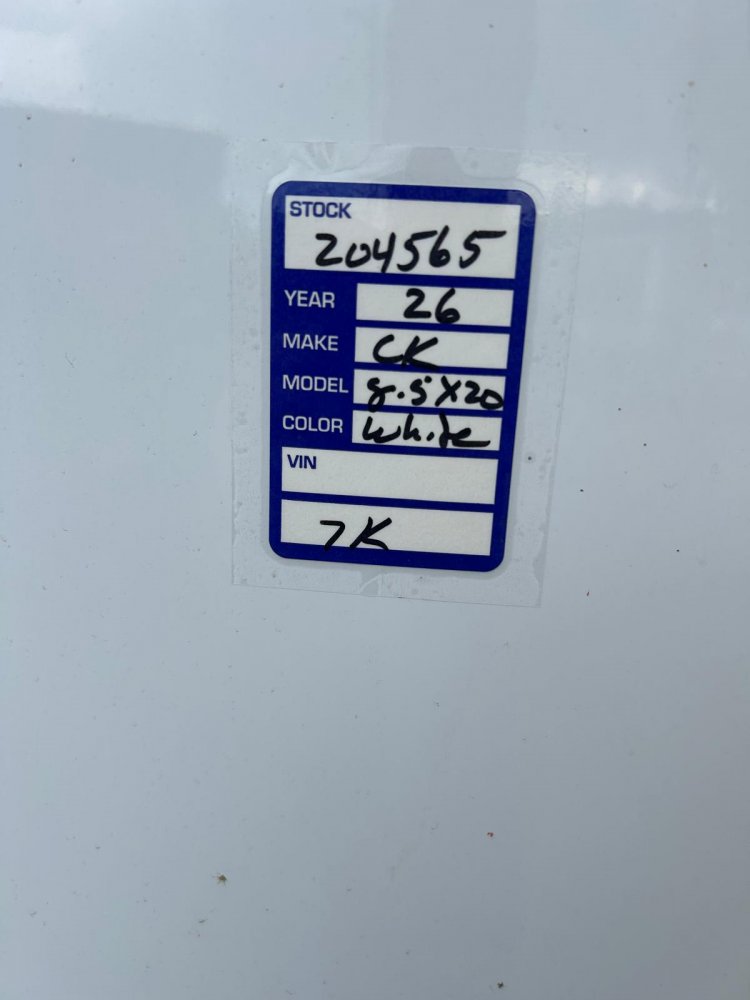 STOCK
204565
YEAR 26
MAKE CK
MODEL 8.5X20
COLOR White
VIN
7K